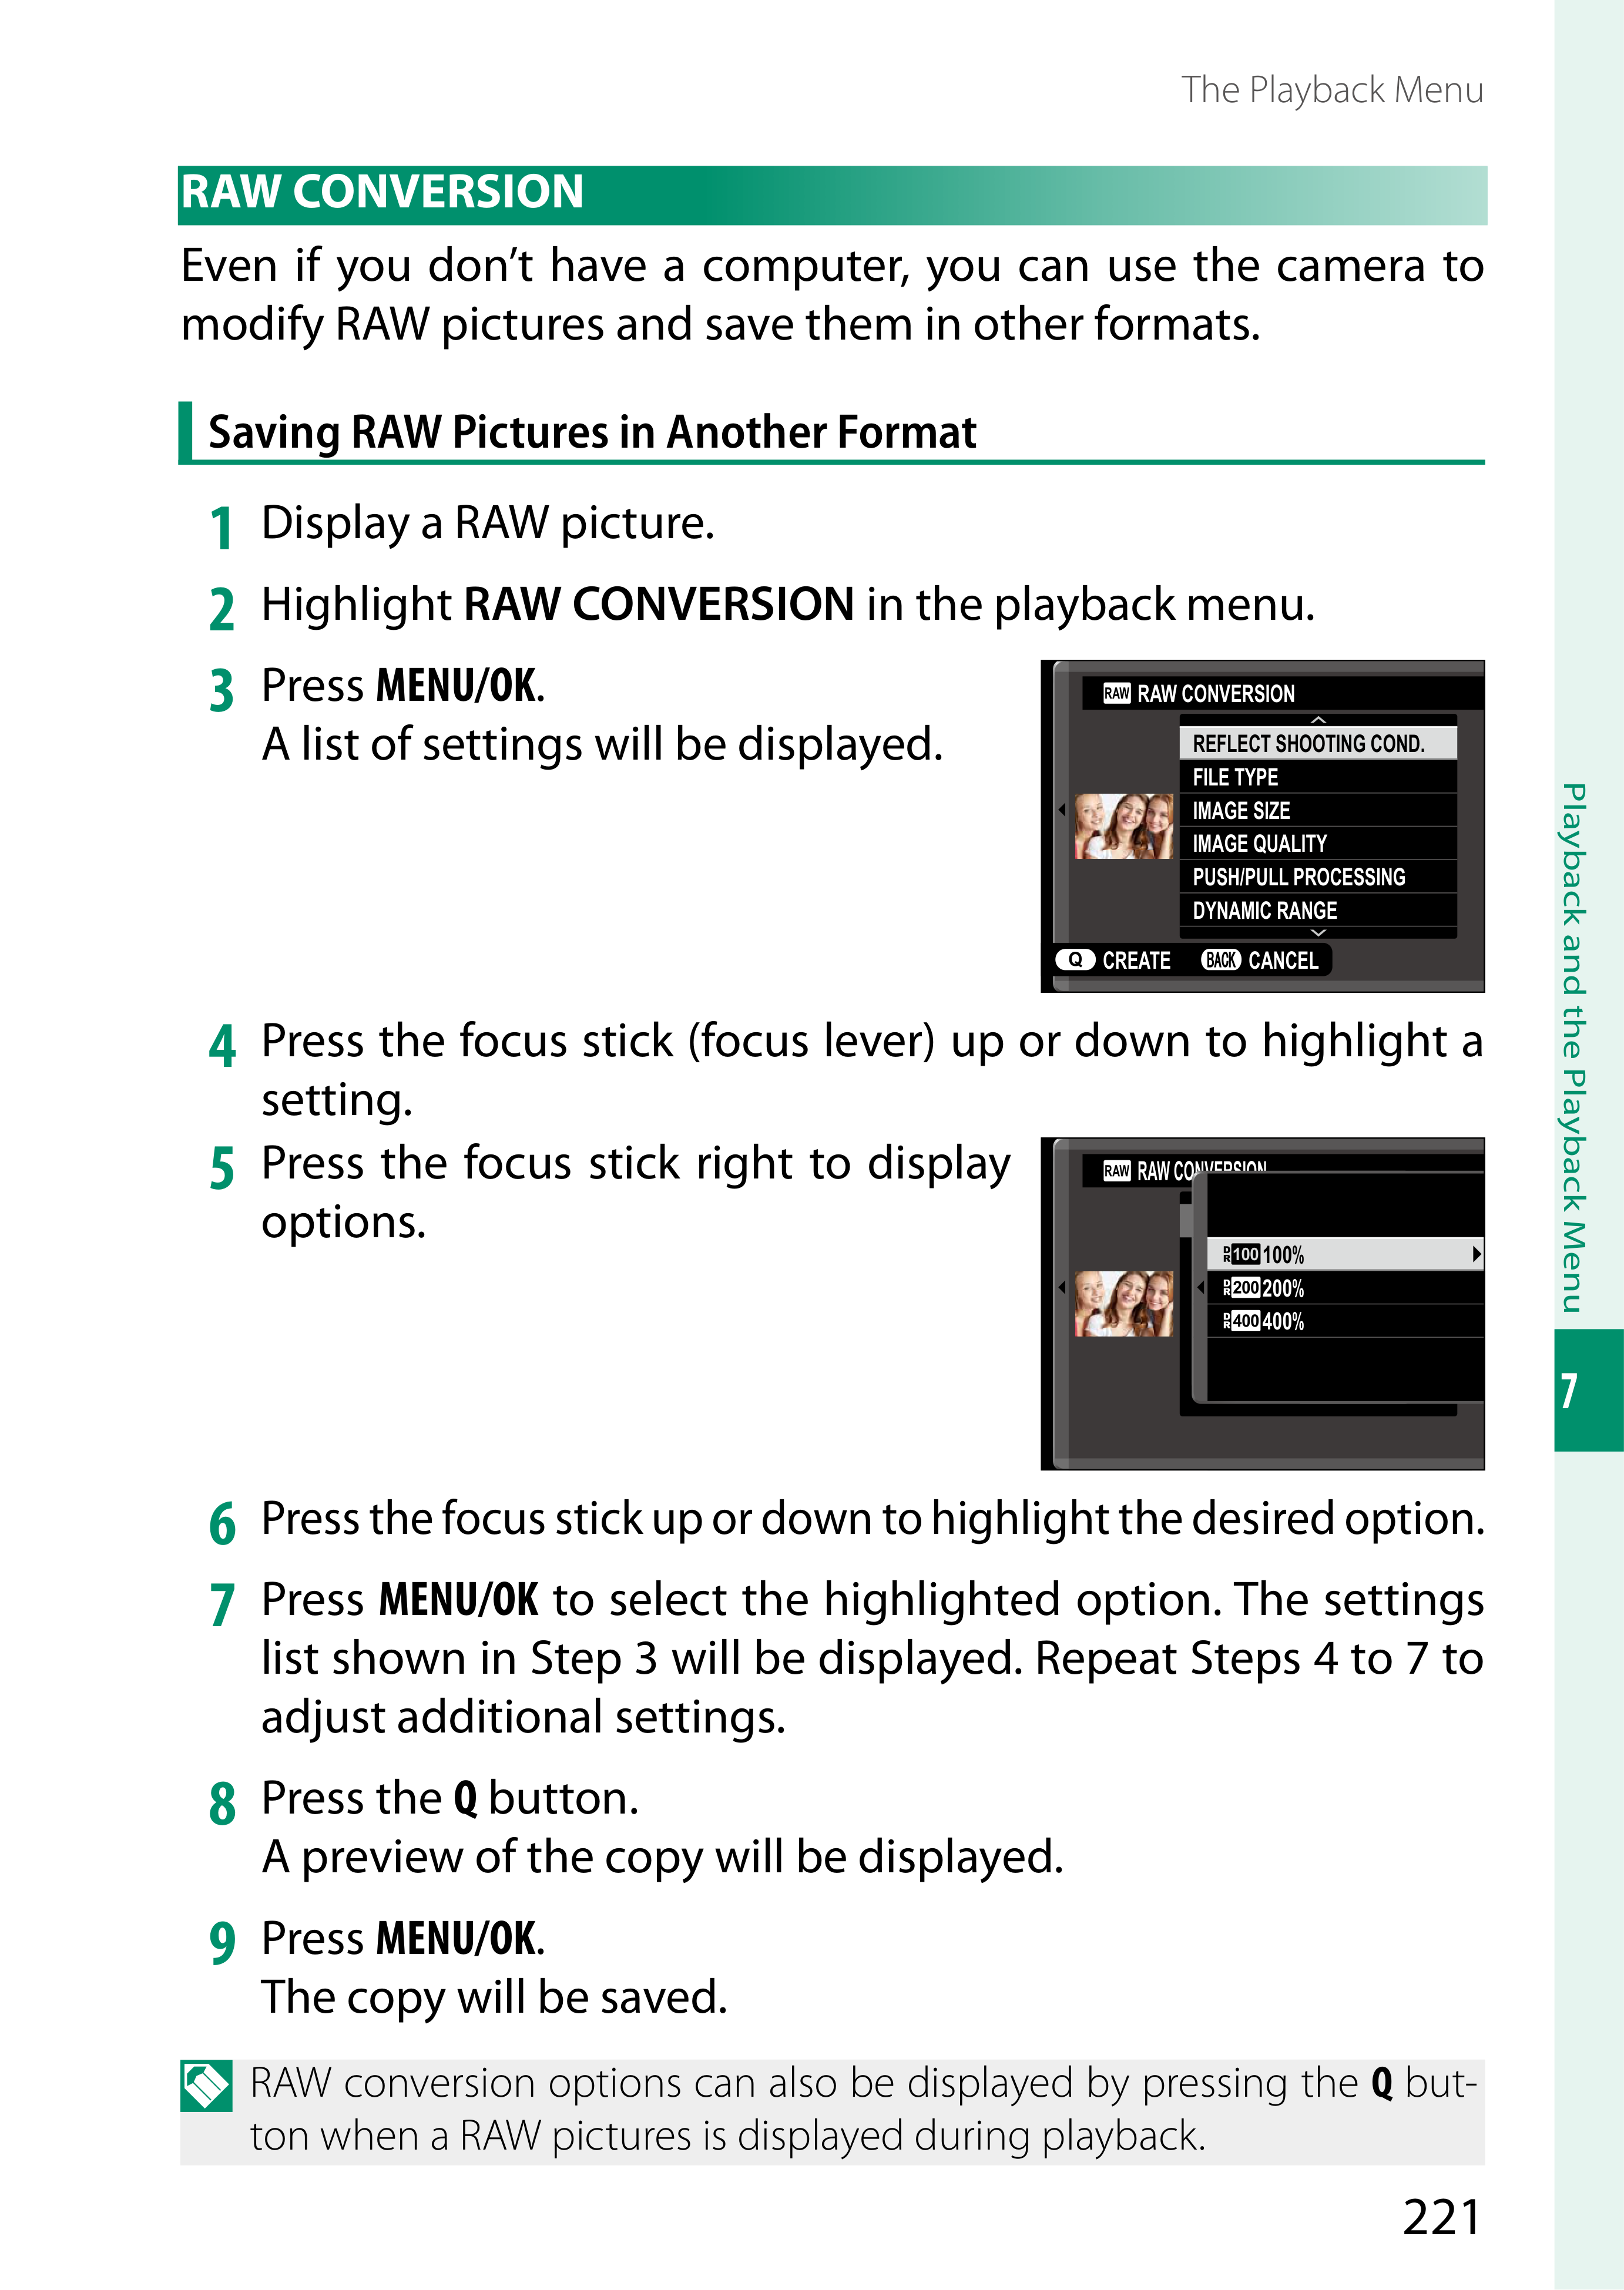 The Playback Menu
RAW CONVERSION
Even if you don’t have a computer, you can use the camera to
modify RAW pictures and save them in other formats.
Saving RAW Pictures in Another Format
1 Display a RAW picture.
2 Highlight RAW CONVERSION in the playback menu.
3 Press MENU/OK.
A list of settings will be displayed.
RAW RAW CONVERSION
REFLECT SHOOTING COND.
FILE TYPE
IMAGE SIZE
IMAGE QUALITY
PUSH/PULL PROCESSING
DYNAMIC RANGE
Q CREATE BACK CANCEL
4 Press the focus stick (focus lever) up or down to highlight a
setting.
5 Press the focus stick right to display
options.
RAW RAW CONVERSION
DR 100 100%
DR 200 200%
DR 400 400%
6 Press the focus stick up or down to highlight the desired option.
7 Press MENU/OK to select the highlighted option. The settings
list shown in Step 3 will be displayed. Repeat Steps 4 to 7 to
adjust additional settings.
8 Press the Q button.
A preview of the copy will be displayed.
9 Press MENU/OK.
The copy will be saved.
RAW conversion options can also be displayed by pressing the Q but-
ton when a RAW pictures is displayed during playback.
Playback and the Playback Menu
7
221